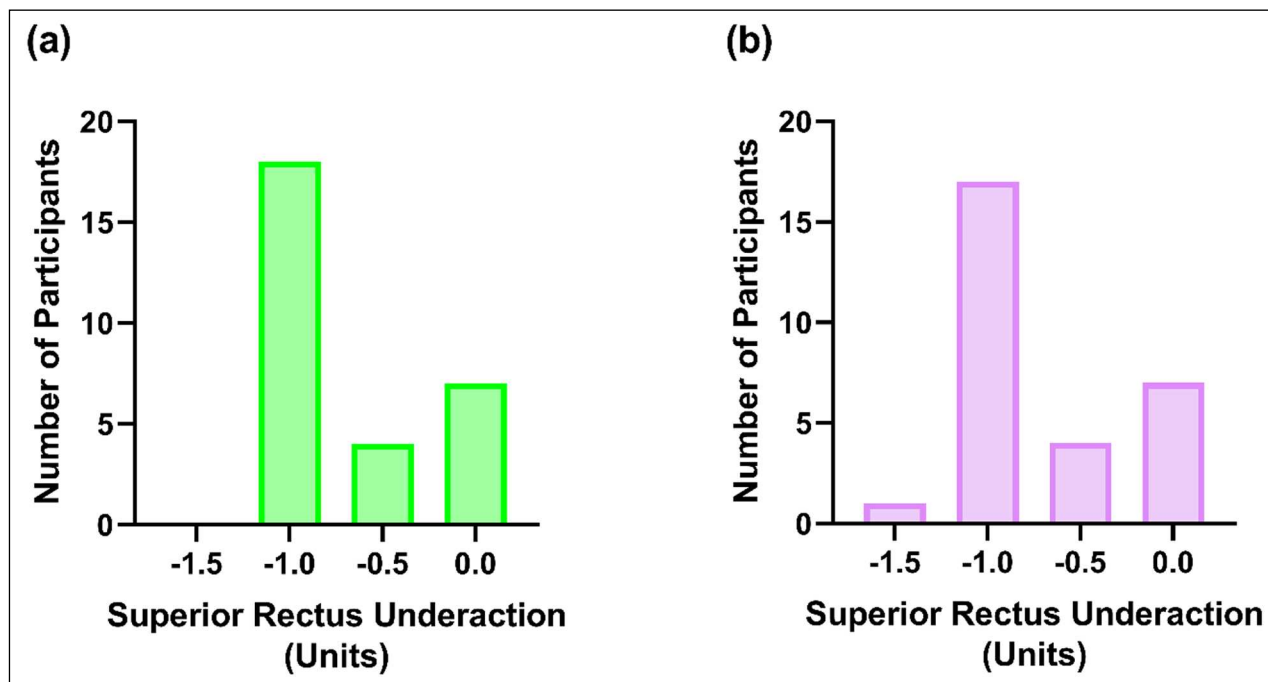 (a)
Number of Participants
20
15
10
5
0
-1.5 -1.0 -0.5 0.0
Superior Rectus Underaction
(Units)
(b)
Number of Participants
20
15
10
5
0
-1.5 -1.0 -0.5 0.0
Superior Rectus Underaction
(Units)